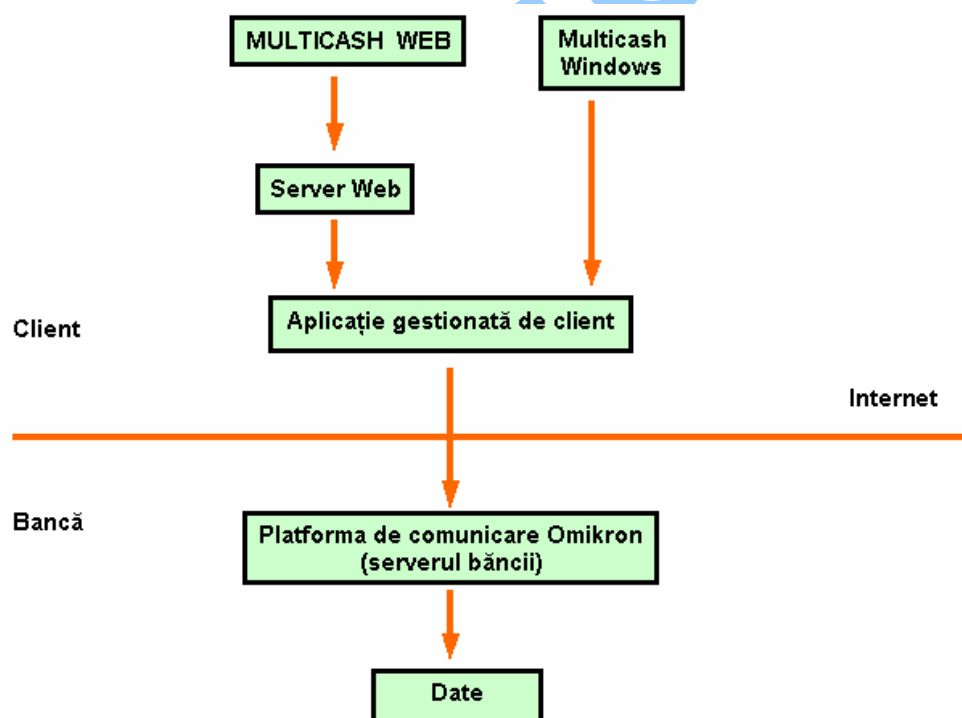 MULTICASH WEB
Multicash
Windows
Server Web
Aplicație gestionată de client
Client
Internet
Bancă
Platforma de comunicare Omikron
(serverul băncii)
Date